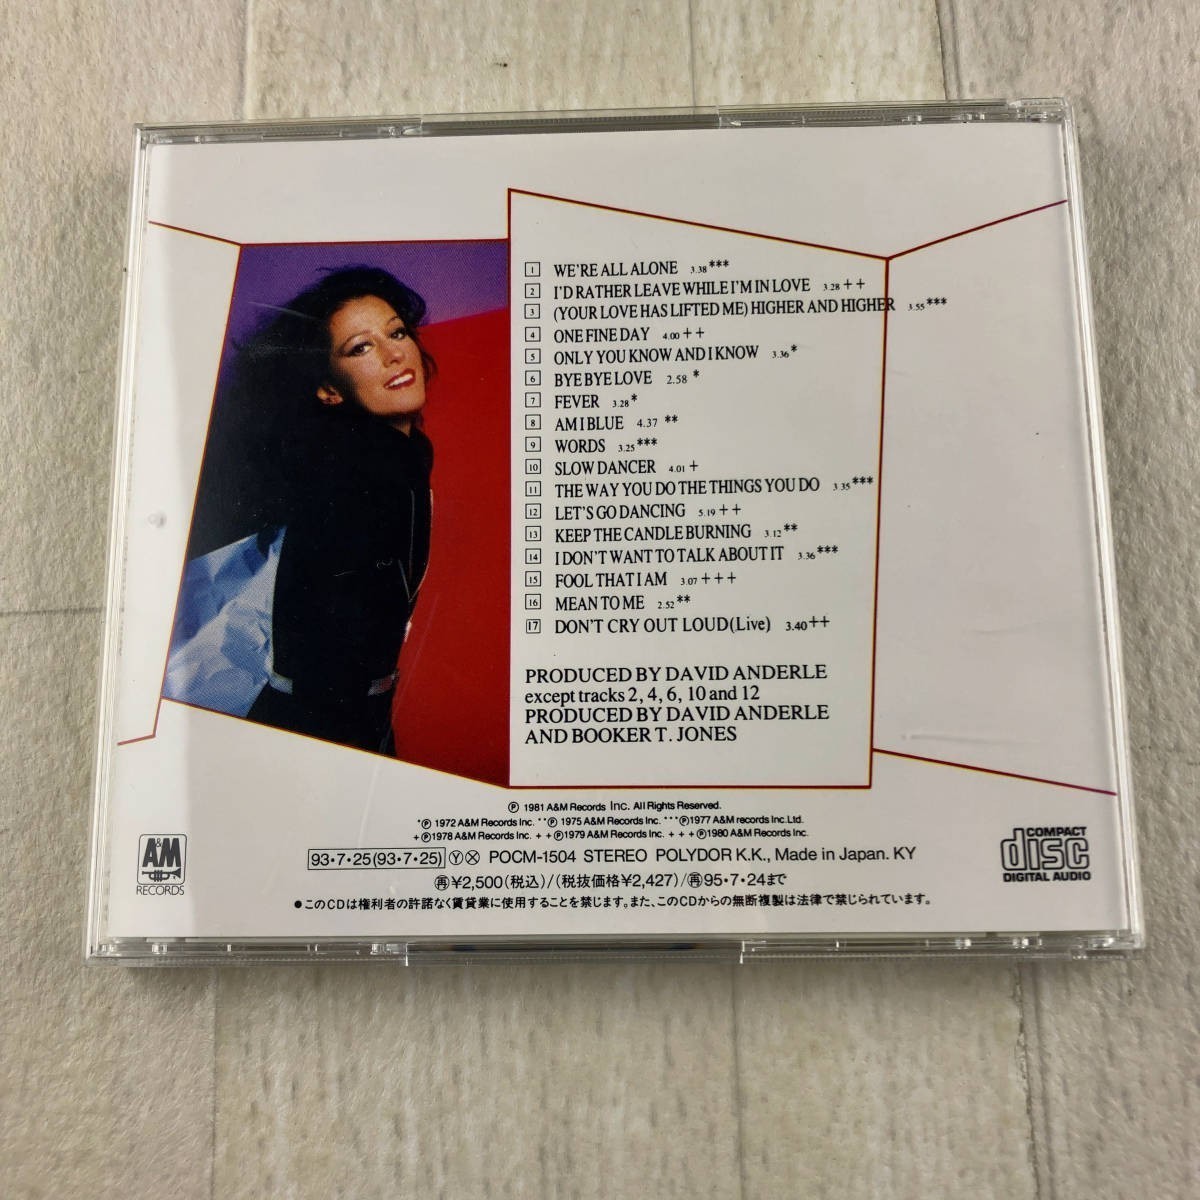 1 WE'RE ALL ALONE 3.38***
2 I'D RATHER LEAVE WHILE I'M IN LOVE 3.28++
3 (YOUR LOVE HAS LIFTED ME) HIGHER AND HIGHER 3.55***
4 ONE FINE DAY 4.00++
5 ONLY YOU KNOW AND I KNOW 3.36*
6 BYE BYE LOVE 2.58 *
7 FEVER 3.28*
8 AM I BLUE 4.37 **
9 WORDS 3.25***
10 SLOW DANCER 4.01+
11 THE WAY YOU DO THE THINGS YOU DO 3.35***
12 LET'S GO DANCING 5.19++
13 KEEP THE CANDLE BURNING 3.12**
14 I DON'T WANT TO TALK ABOUT IT 3.36***
15 FOOL THAT I AM 3.07+++
16 MEAN TO ME 2.52**
17 DON'T CRY OUT LOUD(Live) 3.40++
PRODUCED BY DAVID ANDERLE
except tracks 2, 4, 6, 10 and 12
PRODUCED BY DAVID ANDERLE
AND BOOKER T. JONES
Ⓟ 1981 A&M Records Inc. All Rights Reserved.
*Ⓟ 1972 A&M Records Inc. **Ⓟ 1975 A&M Records Inc. ***Ⓟ1977 A&M records Inc.Ltd.
+Ⓟ1978 A&M Records Inc. ++Ⓟ1979 A&M Records Inc. +++Ⓟ1980 A&M Records Inc.
A&M
RECORDS
93・7・25(93・7・25) Ⓨ⊗ POCM-1504 STEREO POLYDOR K.K., Made in Japan. KY
㊢¥2,500(税込)/(税抜価格¥2,427)/㊢95・7・24まで
●このCDは権利者の許諾なく賃貸業に使用することを禁じます。また、このCDからの無断複製は法律で禁じられています。
COMPACT
disc
DIGITAL AUDIO